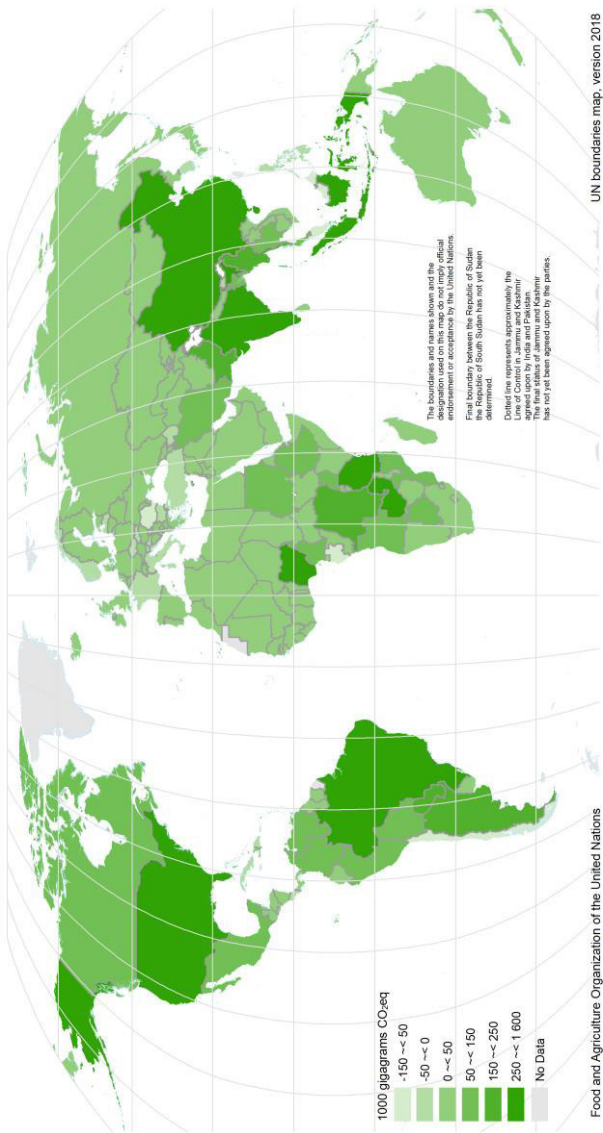 1000 gigagrams CO₂eq
-150 ~< 50
-50 ~< 0
0 ~< 50
50 ~< 150
150 ~< 250
250 ~< 1 600
No Data
The boundaries and names shown and the
designation used on this map do not imply official
endorsement or acceptance by the United Nations.
Final boundary between the Republic of Sudan
the Republic of South Sudan has not yet been
determined.
Dotted line represents approximately the
Line of Control in Jammu and Kashmir
agreed upon by India and Pakistan.
The final status of Jammu and Kashmir
has not yet been agreed upon by the parties.
Food and Agriculture Organization of the United Nations
UN boundaries map, version 2018